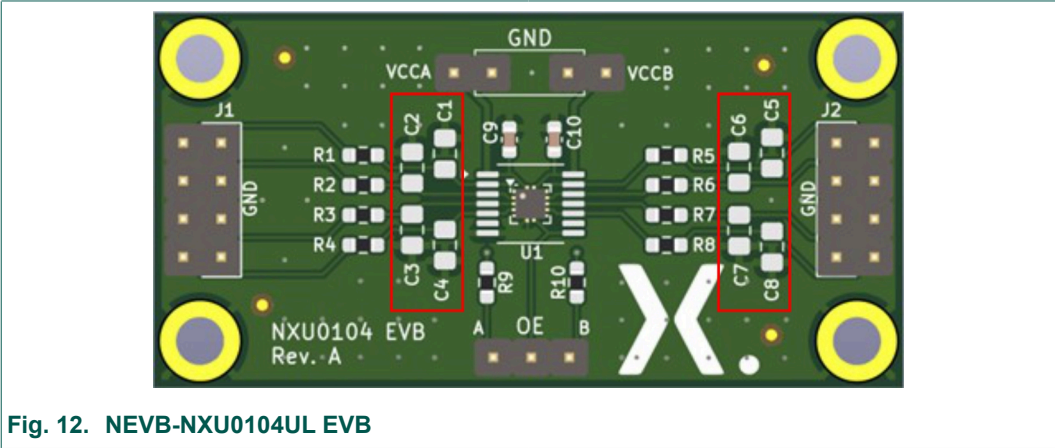 GND
VCCA
VCCB
J1
C2
C1
C9
C10
C6
C5
J2
R1
R5
R2
R6
GND
R3
R7
GND
R4
R8
C3
C4
U1
C7
C8
R9
R10
A OE B
NXU0104 EVB
Rev. A
Fig. 12. NEVB-NXU0104UL EVB